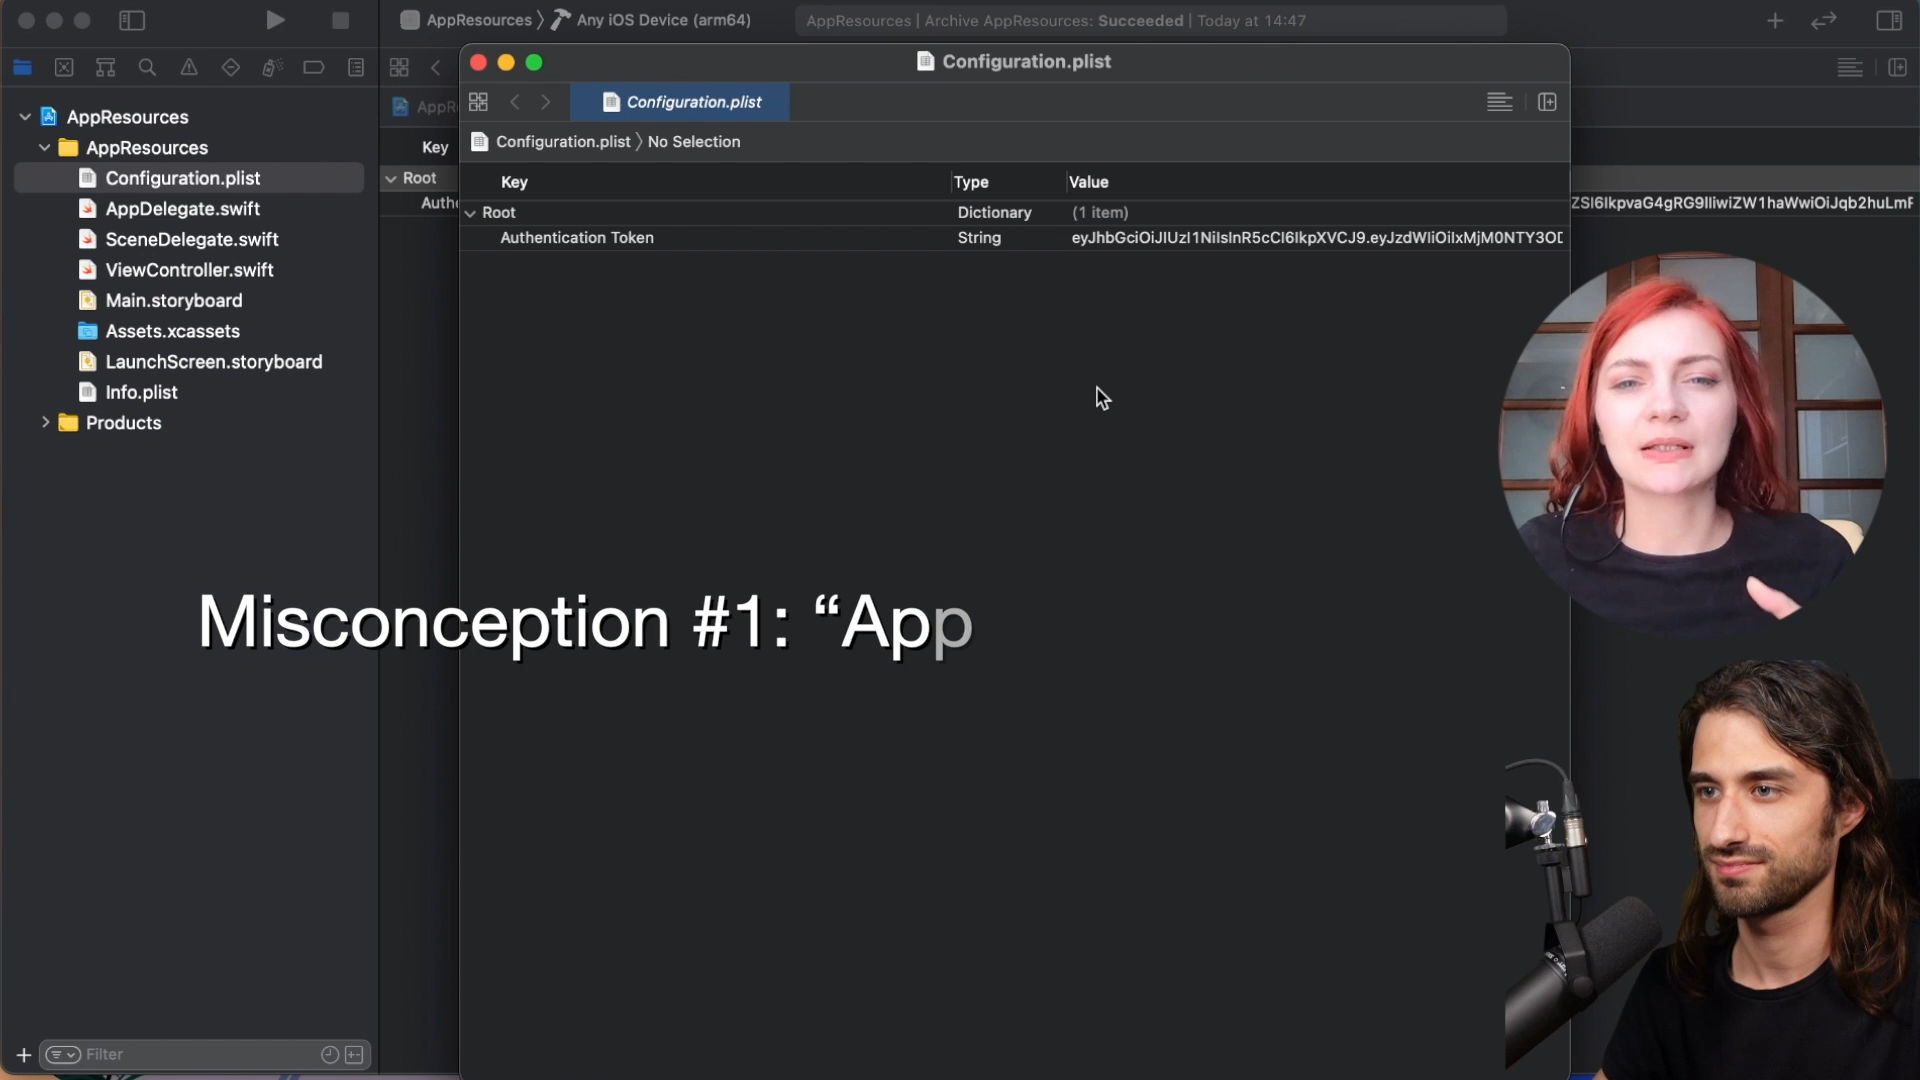 AppResources 〉 Any iOS Device (arm64)
AppResources | Archive AppResources: Succeeded | Today at 14:47
Configuration.plist
Configuration.plist
Configuration.plist 〉 No Selection
AppResources
AppResources
Configuration.plist
AppDelegate.swift
SceneDelegate.swift
ViewController.swift
Main.storyboard
Assets.xcassets
LaunchScreen.storyboard
Info.plist
Products
Key
Root
Key Type Value
Root Dictionary (1 item)
Authentication Token String
Misconception #1: “App
Filter